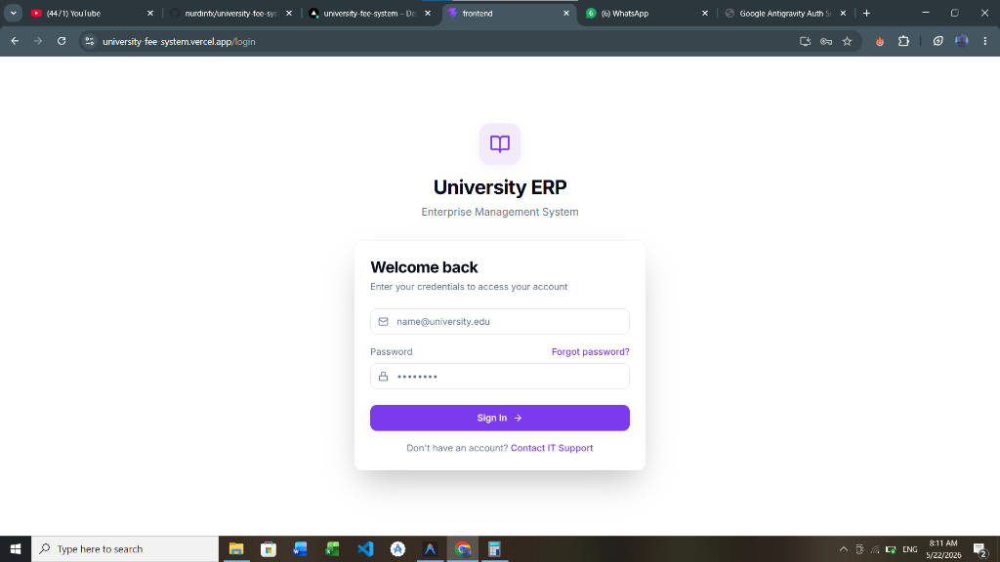 (4471) YouTube
nurdinfx/university-fee-sys
university-fee-system – De
frontend
(6) WhatsApp
Google Antigravity Auth S
university-fee-system.vercel.app/login
University ERP
Enterprise Management System
Welcome back
Enter your credentials to access your account
name@university.edu
Password
Forgot password?
••••••••
Sign In →
Don't have an account? Contact IT Support
Type here to search
ENG
8:11 AM
5/22/2026
2